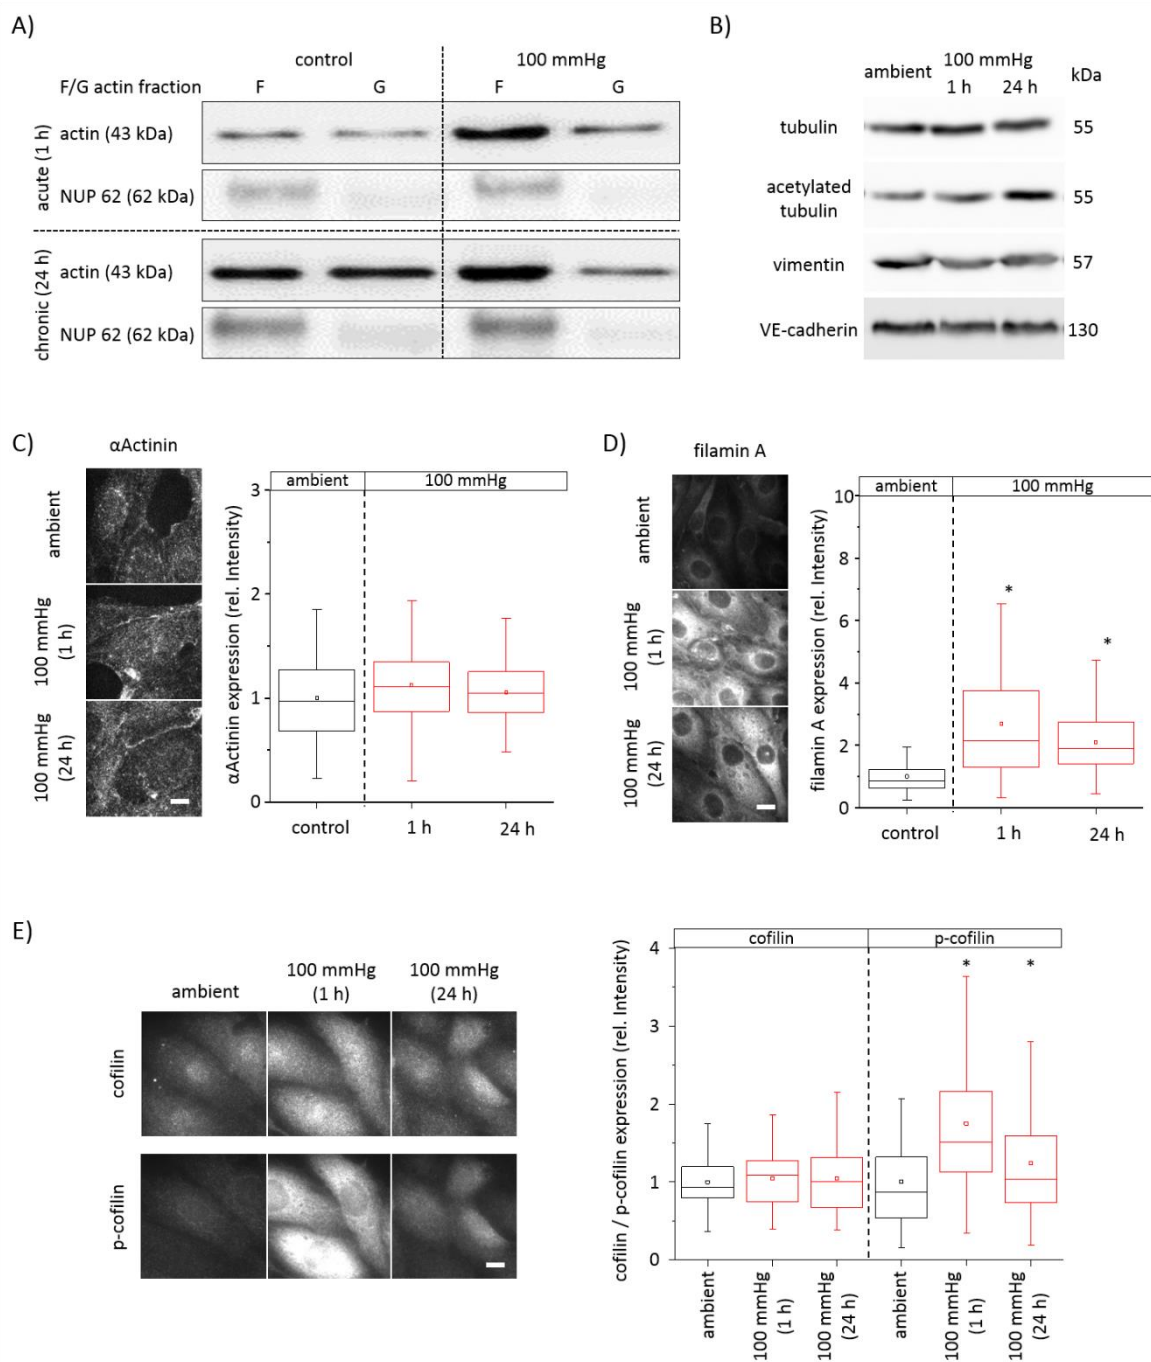 A)
control
100 mmHg
F/G actin fraction
F
G
F
G
acute (1 h)
actin (43 kDa)
NUP 62 (62 kDa)
chronic (24 h)
actin (43 kDa)
NUP 62 (62 kDa)
B)
ambient
100 mmHg
1 h
24 h
kDa
tubulin
55
acetylated
tubulin
55
vimentin
57
VE-cadherin
130
C)
αActinin
ambient
100 mmHg
(1 h)
100 mmHg
(24 h)
ambient
100 mmHg
αActinin expression (rel. Intensity)
3
2
1
0
control
1 h
24 h
D)
filamin A
ambient
100 mmHg
(1 h)
100 mmHg
(24 h)
ambient
100 mmHg
filamin A expression (rel. Intensity)
10
8
6
4
2
0
*
*
control
1 h
24 h
E)
ambient
100 mmHg
(1 h)
100 mmHg
(24 h)
cofilin
p-cofilin
cofilin
p-cofilin
cofilin / p-cofilin expression (rel. Intensity)
4
3
2
1
0
*
*
ambient
100 mmHg
(1 h)
100 mmHg
(24 h)
ambient
100 mmHg
(1 h)
100 mmHg
(24 h)